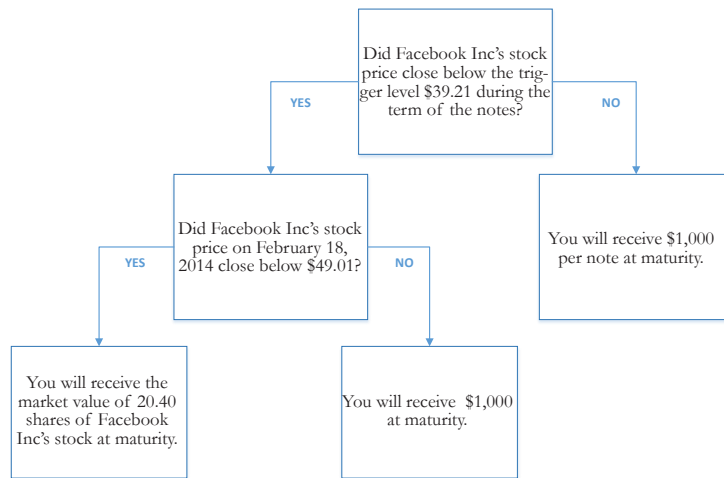 Did Facebook Inc's stock
price close below the trig-
ger level $39.21 during the
term of the notes?
YES
NO
Did Facebook Inc's stock
price on February 18,
2014 close below $49.01?
You will receive $1,000
per note at maturity.
YES
NO
You will receive the
market value of 20.40
shares of Facebook
Inc's stock at maturity.
You will receive $1,000
at maturity.